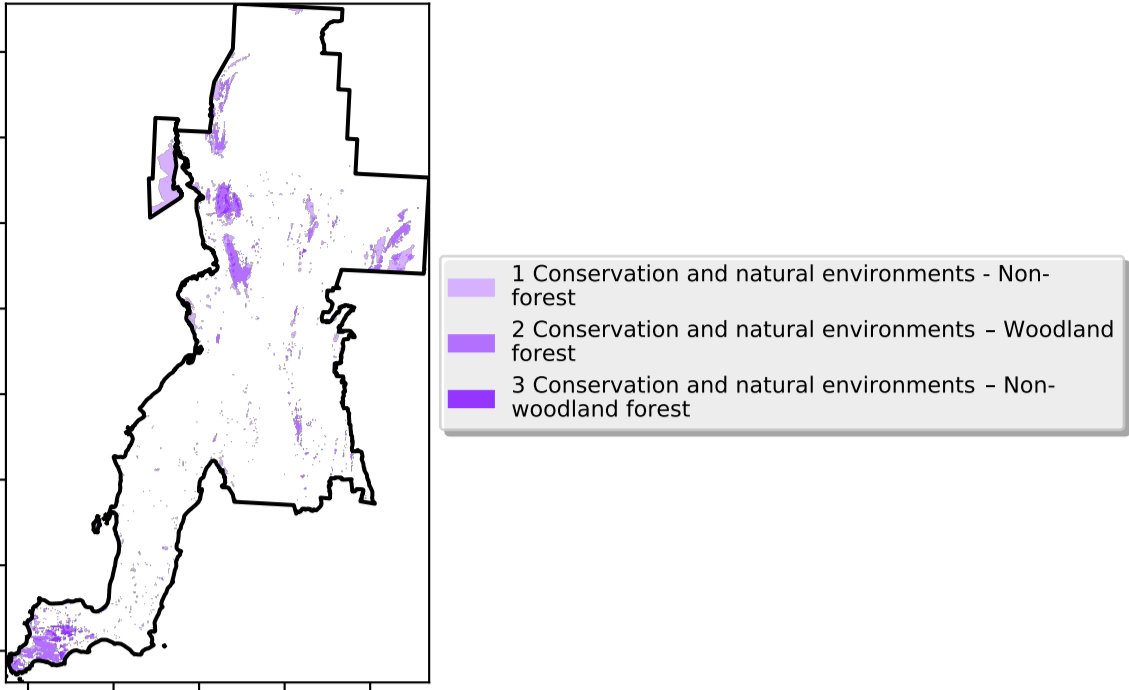 1 Conservation and natural environments - Non-
forest
2 Conservation and natural environments – Woodland
forest
3 Conservation and natural environments – Non-
woodland forest